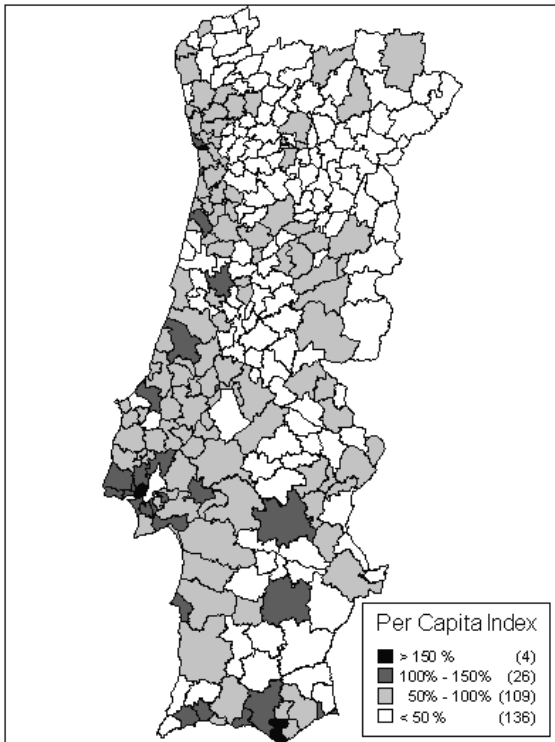 Per Capita Index
> 150 % (4)
100% - 150% (26)
50% - 100% (109)
< 50 % (136)